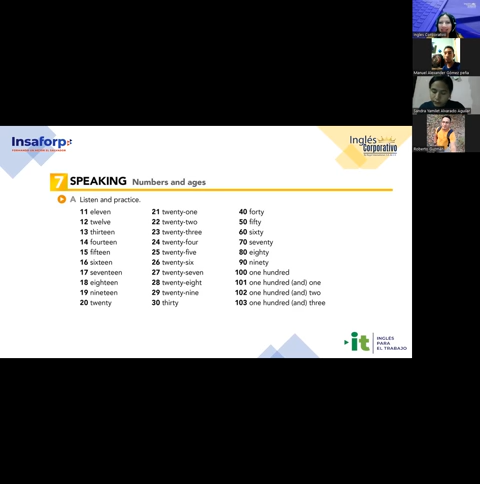 Inglés Corporativo
Manuel Alexander Gómez peña
Sandra Yamilet Alvarado Aguilar
Roberto Guzmán
Insaforp
Inglés
Corporativo
7 SPEAKING Numbers and ages
A Listen and practice.
11 eleven
12 twelve
13 thirteen
14 fourteen
15 fifteen
16 sixteen
17 seventeen
18 eighteen
19 nineteen
20 twenty
21 twenty-one
22 twenty-two
23 twenty-three
24 twenty-four
25 twenty-five
26 twenty-six
27 twenty-seven
28 twenty-eight
29 twenty-nine
30 thirty
40 forty
50 fifty
60 sixty
70 seventy
80 eighty
90 ninety
100 one hundred
101 one hundred (and) one
102 one hundred (and) two
103 one hundred (and) three
it
INGLÉS
PARA
EL TRABAJO